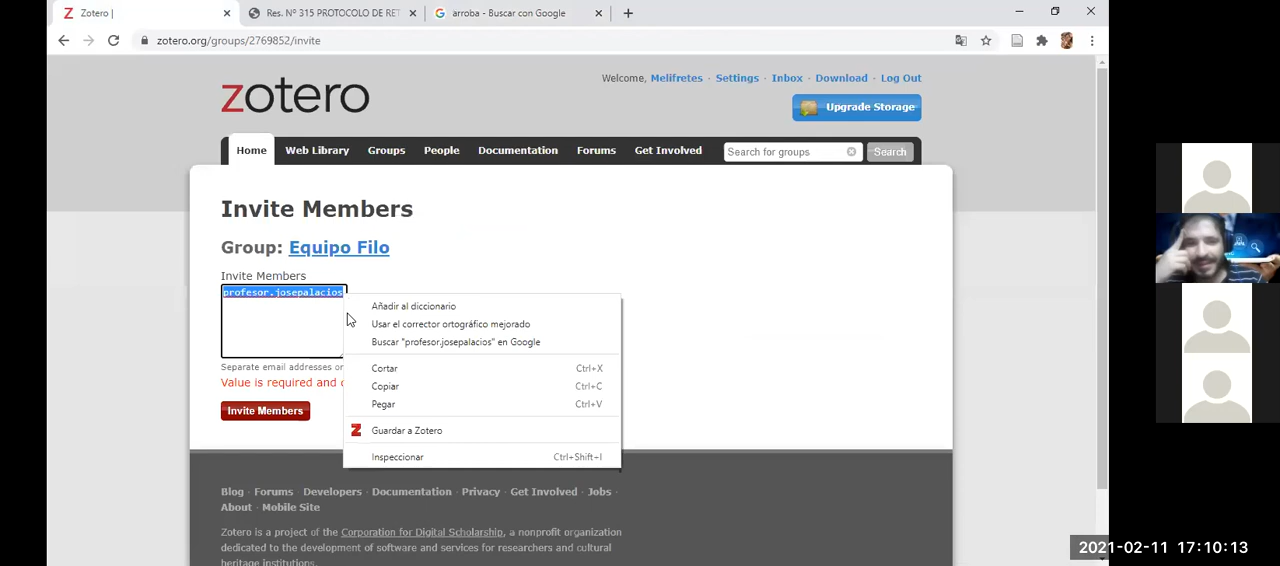 Zotero |
Res. Nº 315 PROTOCOLO DE RET
arroba - Buscar con Google
zotero.org/groups/2769852/invite
zotero
Welcome, Melifretes · Settings · Inbox · Download · Log Out
Upgrade Storage
Home Web Library Groups People Documentation Forums Get Involved
Search for groups
Search
Invite Members
Group: Equipo Filo
Invite Members
profesor.josepalacios
Separate email addresses or
Value is required and c
Invite Members
Añadir al diccionario
Usar el corrector ortográfico mejorado
Buscar "profesor.josepalacios" en Google
Cortar Ctrl+X
Copiar Ctrl+C
Pegar Ctrl+V
Guardar a Zotero
Inspeccionar Ctrl+Shift+I
Blog · Forums · Developers · Documentation · Privacy · Get Involved · Jobs ·
About · Mobile Site
Zotero is a project of the Corporation for Digital Scholarship, a nonprofit organization
dedicated to the development of software and services for researchers and cultural
heritage institutions.
2021-02-11 17:10:13